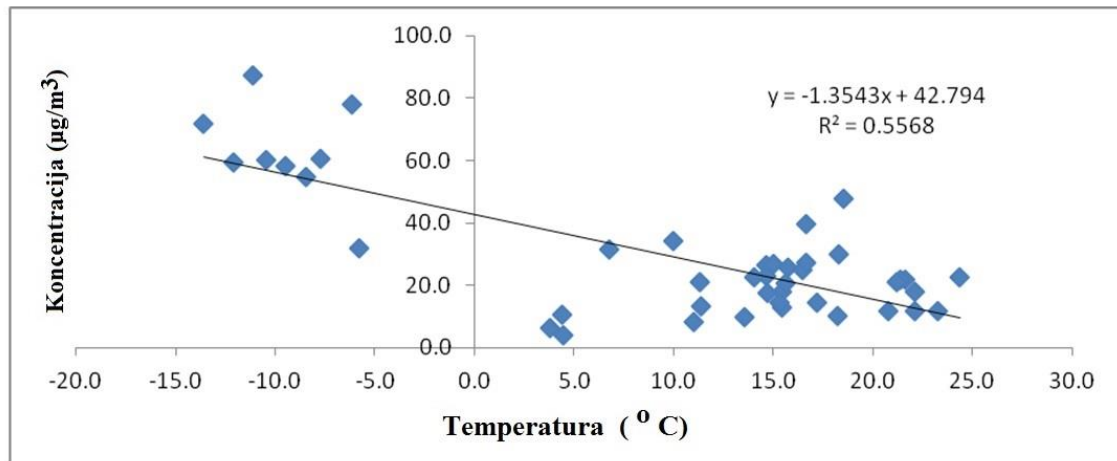 Koncentracija (µg/m³)
100.0
80.0
60.0
40.0
20.0
0.0
y = -1.3543x + 42.794
R² = 0.5568
-20.0 -15.0 -10.0 -5.0 0.0 5.0 10.0 15.0 20.0 25.0 30.0
Temperatura ( ⁰ C)